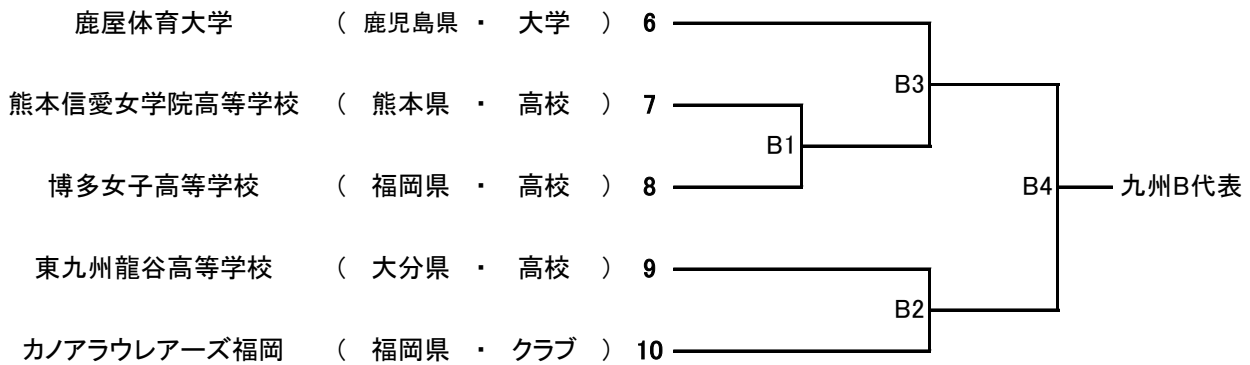 鹿屋体育大学 ( 鹿児島県 ・ 大学 ) 6
B3
熊本信愛女学院高等学校 ( 熊本県 ・ 高校 ) 7
B1
博多女子高等学校 ( 福岡県 ・ 高校 ) 8
B4 九州B代表
東九州龍谷高等学校 ( 大分県 ・ 高校 ) 9
B2
カノアラウレアーズ福岡 ( 福岡県 ・ クラブ ) 10